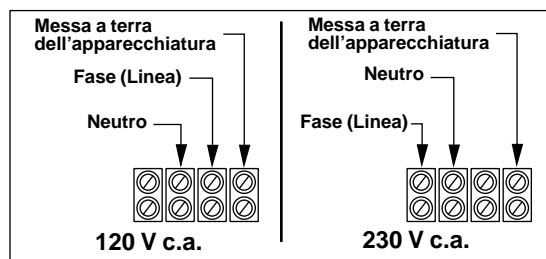 Messa a terra
dell'apparecchiatura
Fase (Linea)
Neutro
120 V c.a.
Messa a terra
dell'apparecchiatura
Neutro
Fase (Linea)
230 V c.a.